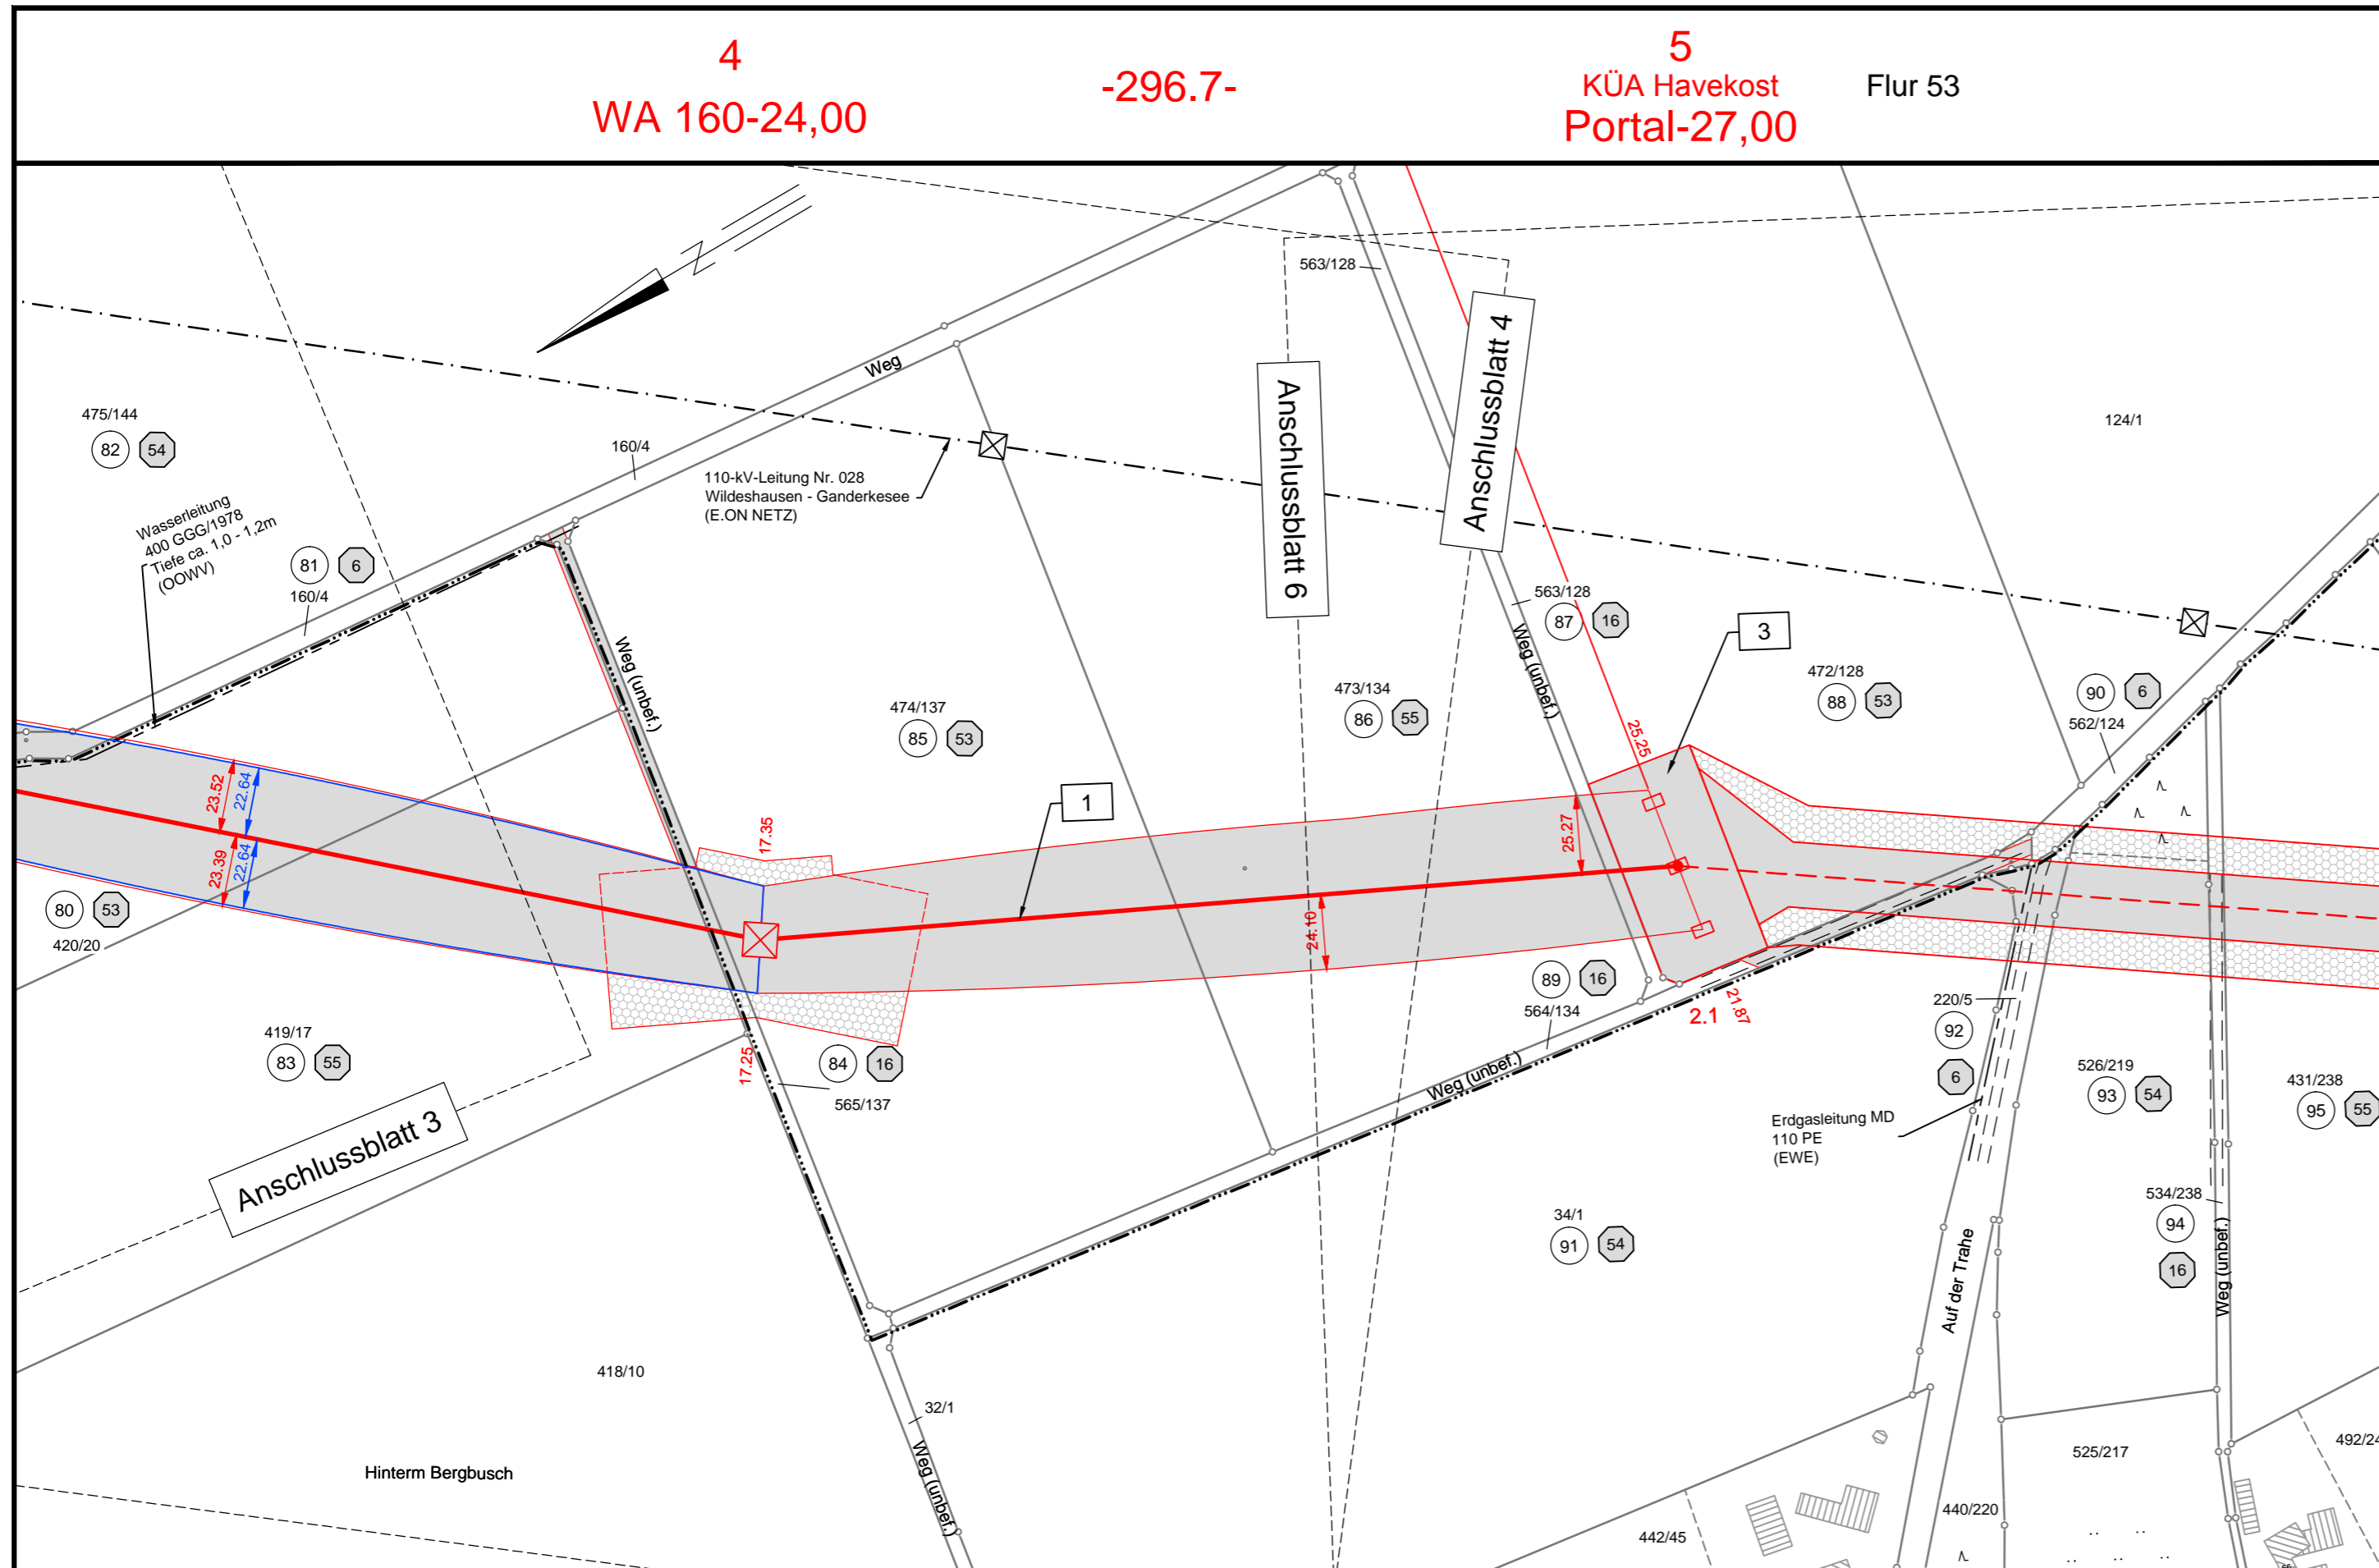 4
WA 160-24,00
-296.7-
5
KÜA Havekost
Portal-27,00
Flur 53
563/128
475/144
82
54
160/4
Weg
110-kV-Leitung Nr. 028
Wildeshausen - Ganderkesee
(E.ON NETZ)
Anschlussblatt 6
Anschlussblatt 4
124/1
Wasserleitung
400 GGG/1978
Tiefe ca. 1,0 - 1,2m
(OOWV)
81
6
160/4
Weg (unbef.)
563/128
87
16
Weg (unbef.)
3
474/137
85
53
473/134
86
55
472/128
88
53
90
6
562/124
23.52
22.64
23.39
22.64
17.35
1
25.25
25.27
24.10
80
53
420/20
89
16
564/134
2.1
21.87
220/5
92
6
419/17
83
55
17.25
84
16
565/137
Weg (unbef.)
526/219
93
54
431/238
95
55
Anschlussblatt 3
Erdgasleitung MD
110 PE
(EWE)
34/1
91
54
534/238
94
16
Weg (unbef.)
Auf der Trahe
418/10
32/1
Weg (unbef.)
Hinterm Bergbusch
525/217
492/24
440/220
442/45